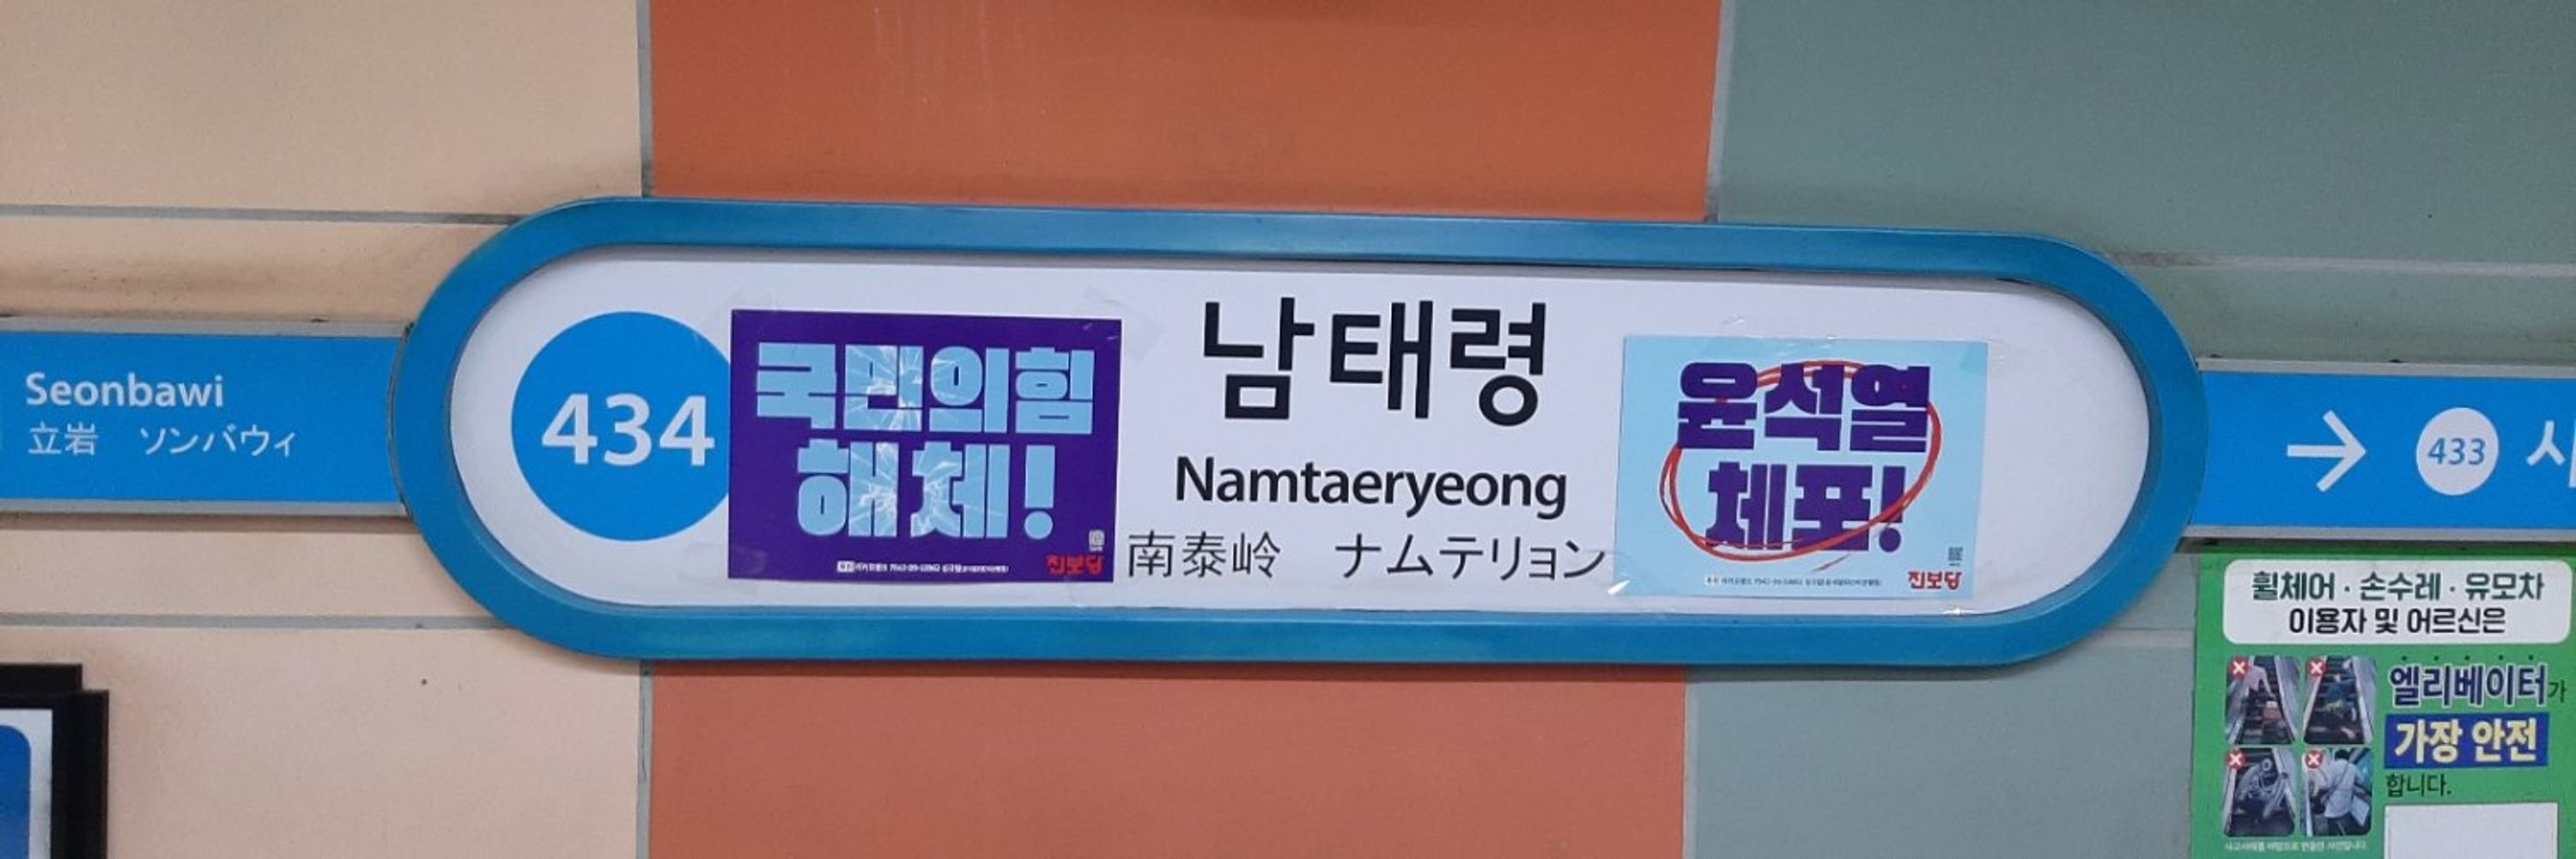 Seonbawi
立岩 ソンバウィ
434
국민의힘
해체!
진보당
남태령
Namtaeryeong
南泰岭 ナムテリョン
윤석열
체포!
진보당
→ 433 사
휠체어·손수레·유모차
이용자 및 어르신은
엘리베이터가
가장 안전
합니다.